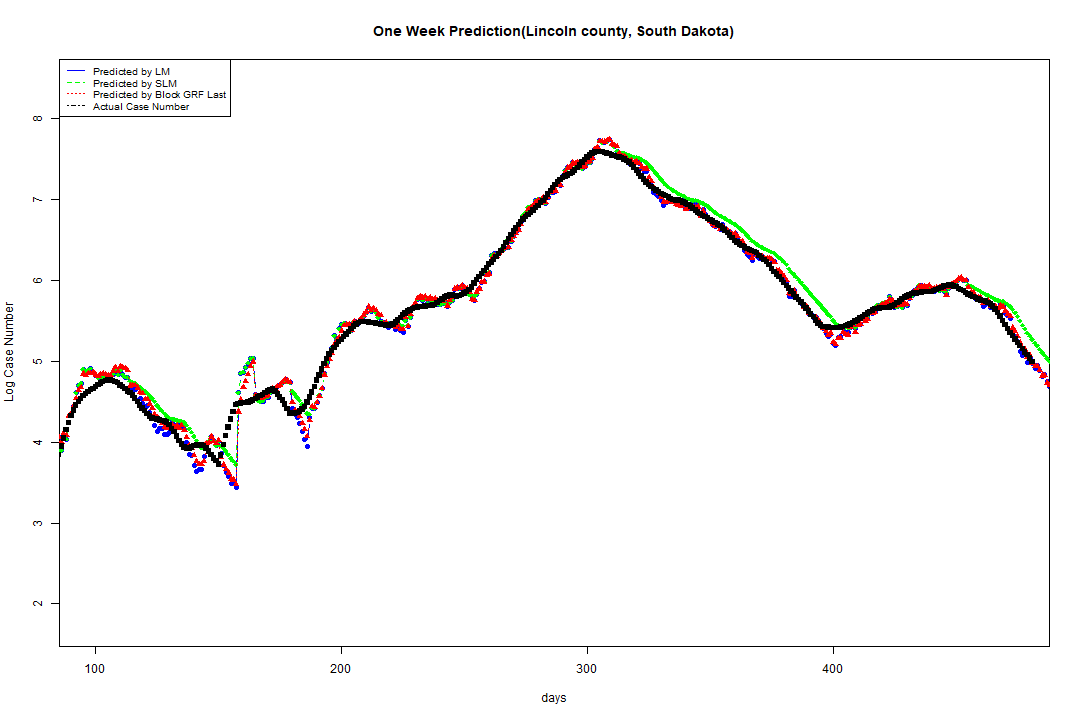 One Week Prediction(Lincoln county, South Dakota)
Predicted by LM
Predicted by SLM
Predicted by Block GRF Last
Actual Case Number
8
7
6
5
4
3
2
Log Case Number
100 200 300 400
days